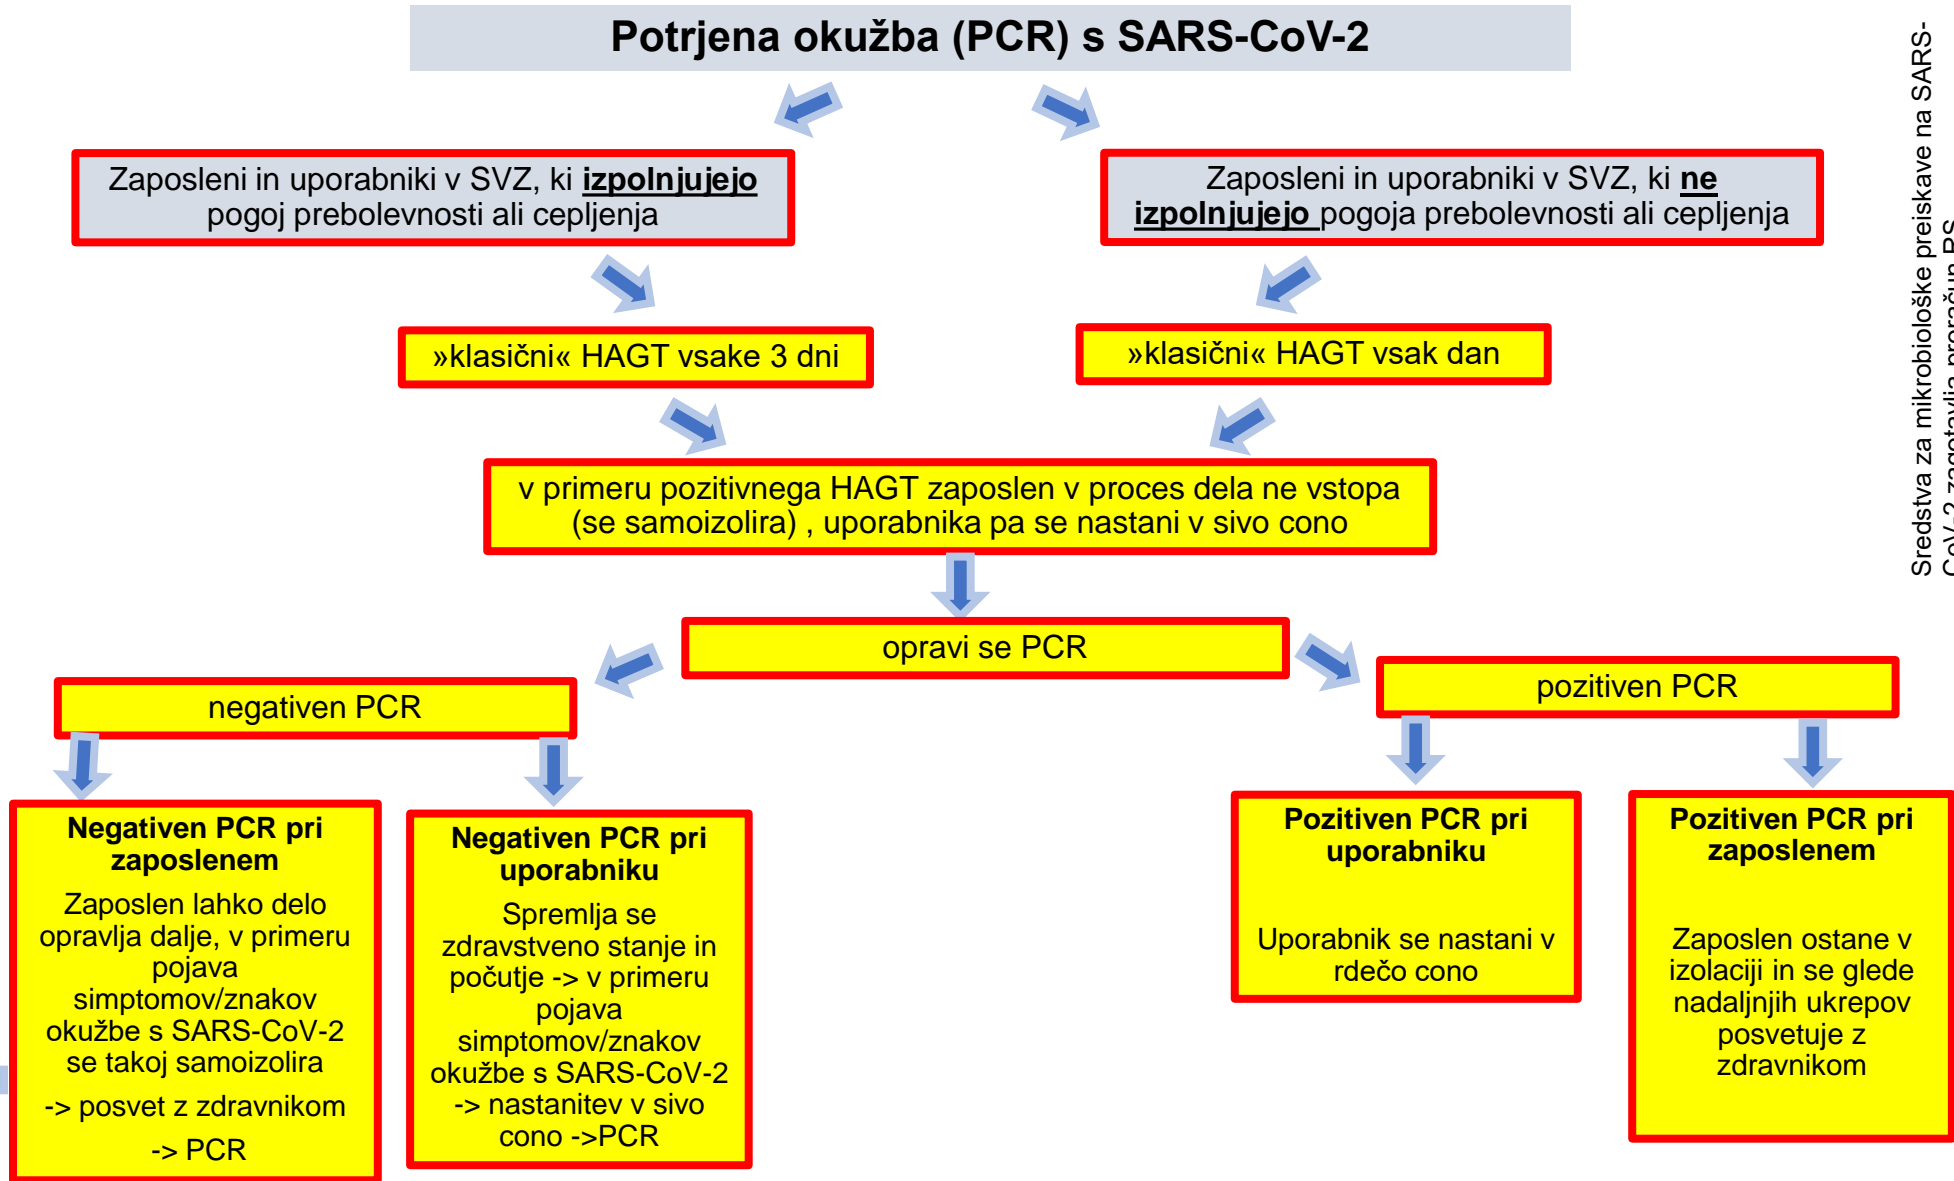 Potrjena okužba (PCR) s SARS-CoV-2
Zaposleni in uporabniki v SVZ, ki izpolnjujejo
pogoj prebolevnosti ali cepljenja
Zaposleni in uporabniki v SVZ, ki ne
izpolnjujejo pogoja prebolevnosti ali cepljenja
»klasični« HAGT vsake 3 dni
»klasični« HAGT vsak dan
v primeru pozitivnega HAGT zaposlen v proces dela ne vstopa
(se samoizolira) , uporabnika pa se nastani v sivo cono
opravi se PCR
negativen PCR
pozitiven PCR
Negativen PCR pri
zaposlenem
Zaposlen lahko delo
opravlja dalje, v primeru
pojava
simptomov/znakov
okužbe s SARS-CoV-2
se takoj samoizolira
-> posvet z zdravnikom
-> PCR
Negativen PCR pri
uporabniku
Spremlja se
zdravstveno stanje in
počutje -> v primeru
pojava
simptomov/znakov
okužbe s SARS-CoV-2
-> nastanitev v sivo
cono ->PCR
Pozitiven PCR pri
uporabniku
Uporabnik se nastani v
rdečo cono
Pozitiven PCR pri
zaposlenem
Zaposlen ostane v
izolaciji in se glede
nadaljnjih ukrepov
posvetuje z
zdravnikom
Sredstva za mikrobiološke preiskave na SARS-
CoV-2 zagotavlja proračun RS